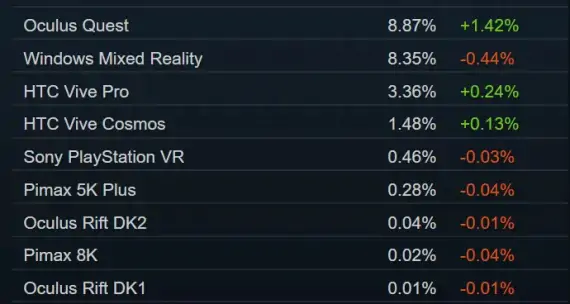 Oculus Quest 8.87% +1.42%
Windows Mixed Reality 8.35% -0.44%
HTC Vive Pro 3.36% +0.24%
HTC Vive Cosmos 1.48% +0.13%
Sony PlayStation VR 0.46% -0.03%
Pimax 5K Plus 0.28% -0.04%
Oculus Rift DK2 0.04% -0.01%
Pimax 8K 0.02% -0.04%
Oculus Rift DK1 0.01% -0.01%